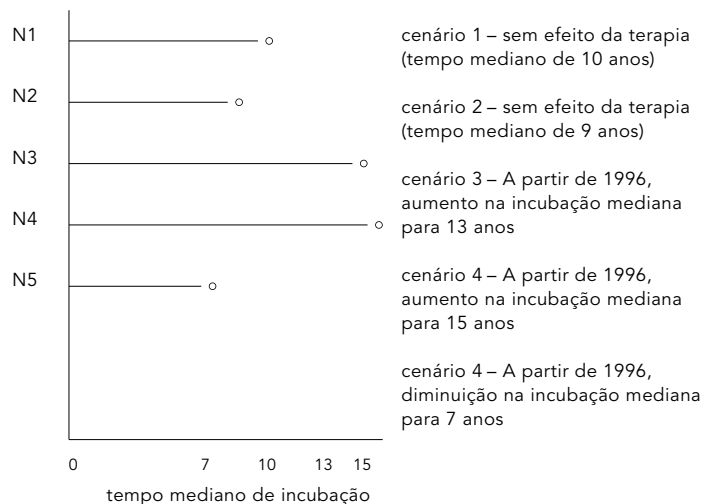 N1
N2
N3
N4
N5
cenário 1 – sem efeito da terapia
(tempo mediano de 10 anos)
cenário 2 – sem efeito da terapia
(tempo mediano de 9 anos)
cenário 3 – A partir de 1996,
aumento na incubação mediana
para 13 anos
cenário 4 – A partir de 1996,
aumento na incubação mediana
para 15 anos
cenário 4 – A partir de 1996,
diminuição na incubação mediana
para 7 anos
0 7 10 13 15
tempo mediano de incubação